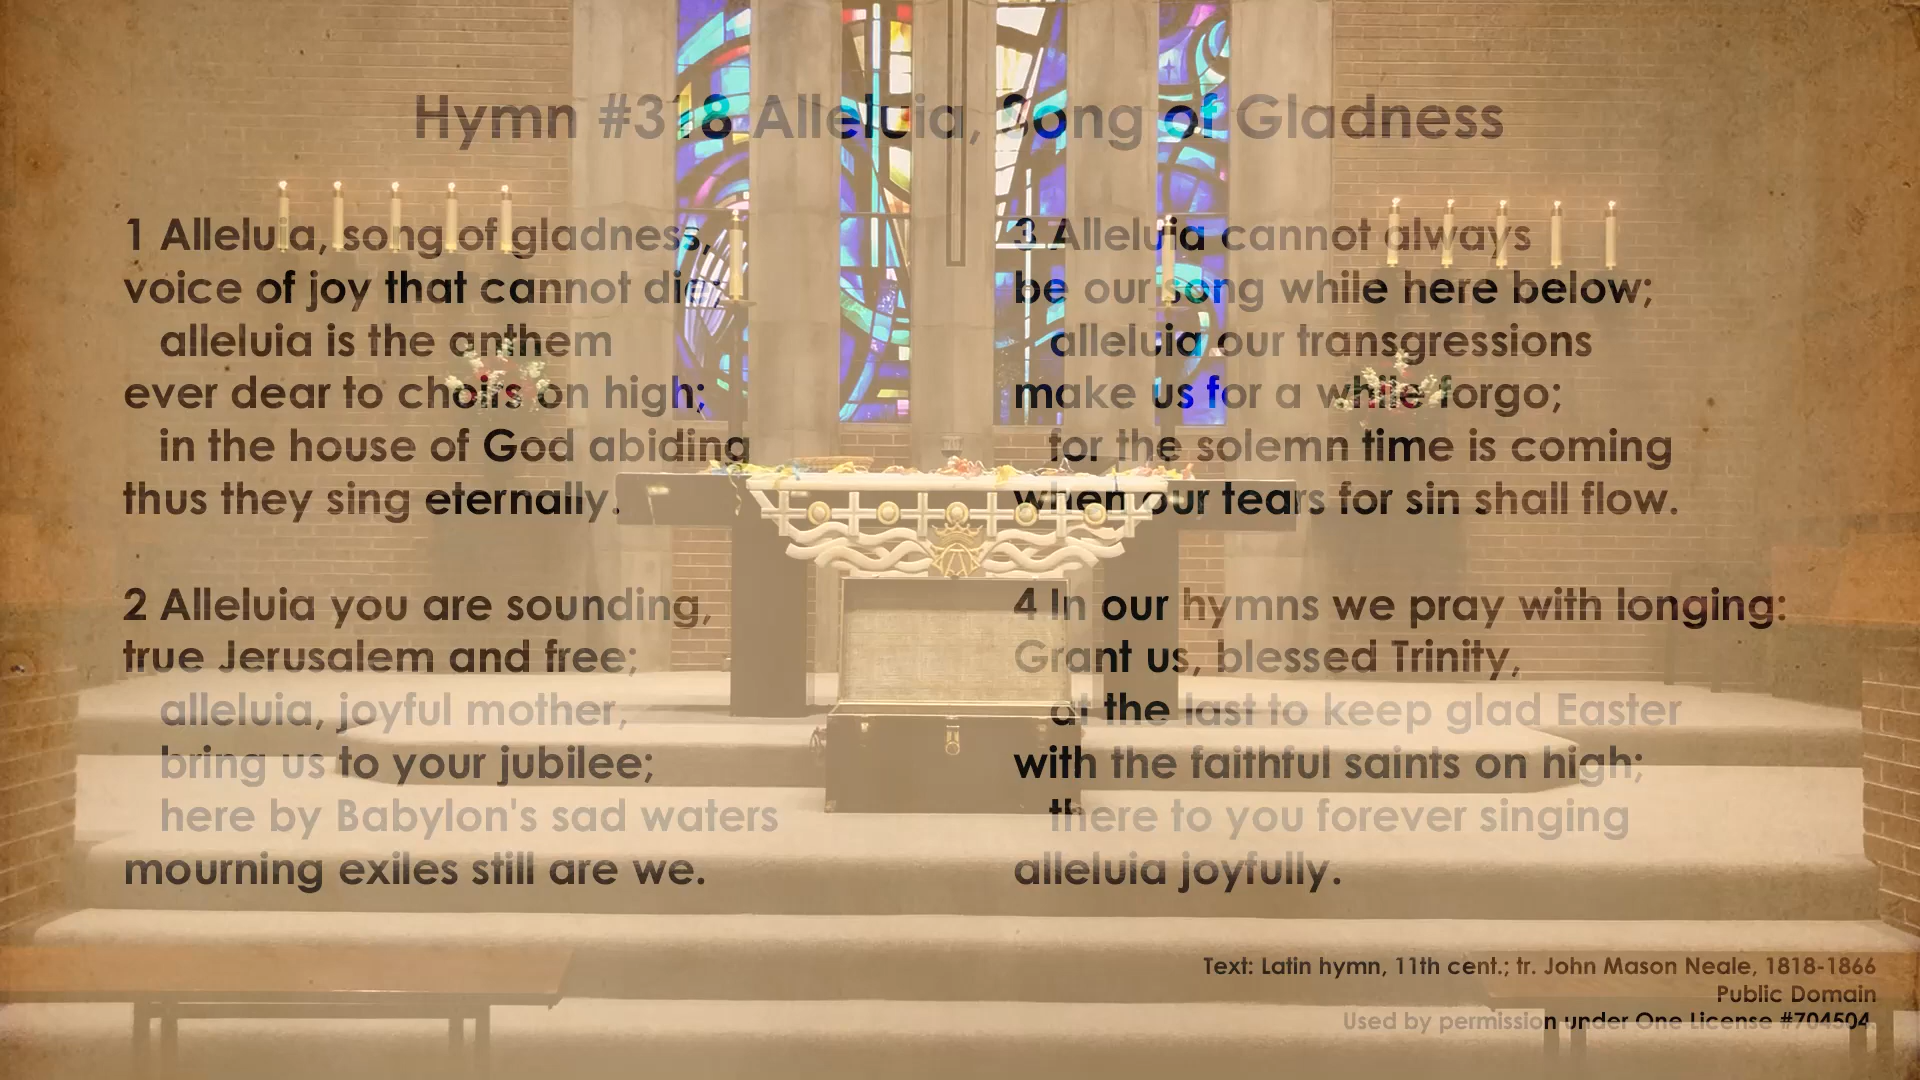 Hymn #318 Alleluia, Song of Gladness
1 Alleluia, song of gladness,
voice of joy that cannot die;
alleluia is the anthem
ever dear to choirs on high;
in the house of God abiding
thus they sing eternally.
2 Alleluia you are sounding,
true Jerusalem and free;
alleluia, joyful mother,
bring us to your jubilee;
here by Babylon's sad waters
mourning exiles still are we.
3 Alleluia cannot always
be our song while here below;
alleluia our transgressions
make us for a while forgo;
for the solemn time is coming
when our tears for sin shall flow.
4 In our hymns we pray with longing:
Grant us, blessed Trinity,
at the last to keep glad Easter
with the faithful saints on high;
there to you forever singing
alleluia joyfully.
Text: Latin hymn, 11th cent.; tr. John Mason Neale, 1818-1866
Public Domain
Used by permission under One License #704504.